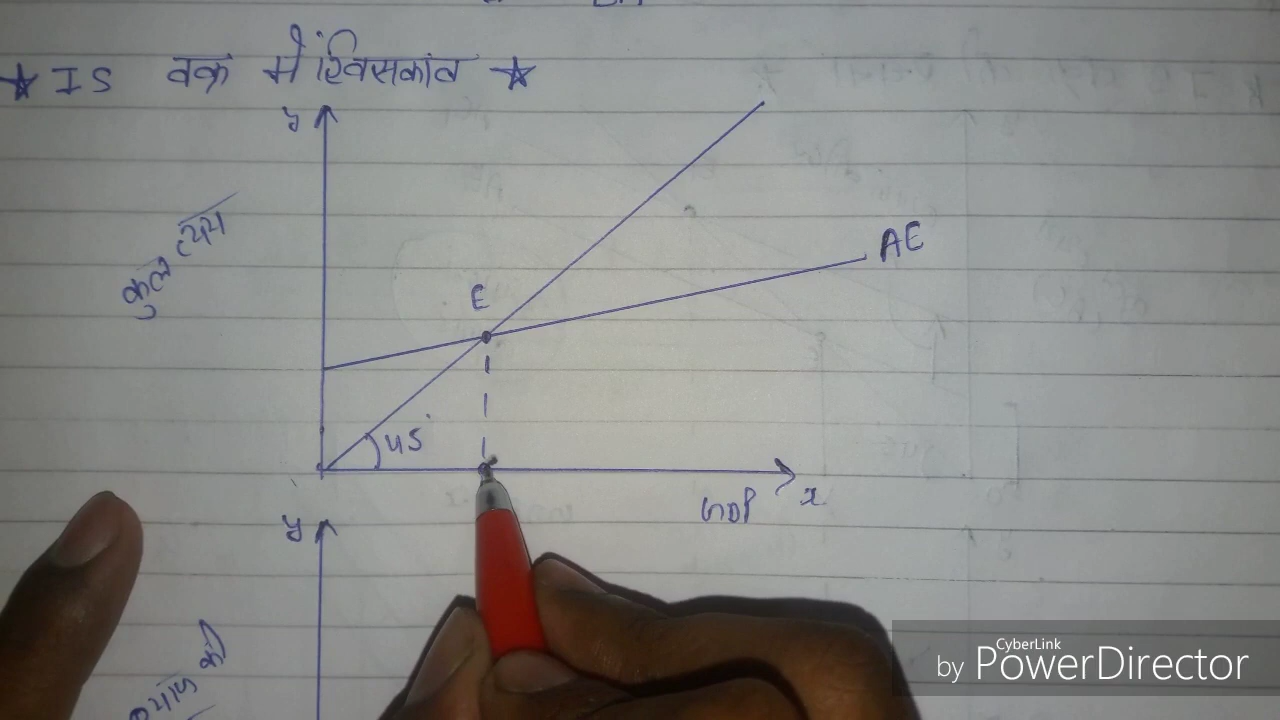 ★ IS वक्र में खिसकाव ★
y
कुल व्यय
AE
E
45°
GDP x
y
ब्याज की
by CyberLink PowerDirector